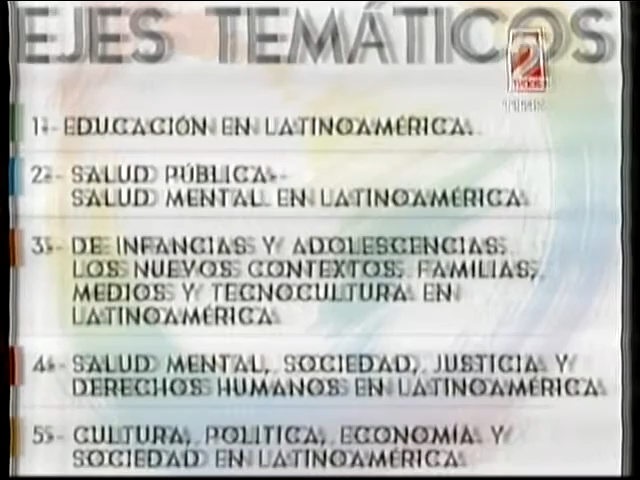 EJES TEMÁTICOS
2
1- EDUCACIÓN EN LATINOAMÉRICA.
2- SALUD PÚBLICA-
SALUD MENTAL EN LATINOAMÉRICA
3- DE INFANCIAS Y ADOLESCENCIAS,
LOS NUEVOS CONTEXTOS, FAMILIAS,
MEDIOS Y TECNOCULTURA EN
LATINOAMÉRICA
4- SALUD MENTAL, SOCIEDAD, JUSTICIA Y
DERECHOS HUMANOS EN LATINOAMÉRICA
5- CULTURA, POLITICA, ECONOMÍA Y
SOCIEDAD EN LATINOAMÉRICA